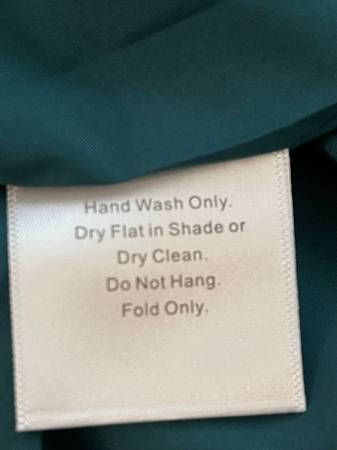 Hand Wash Only.
Dry Flat in Shade or
Dry Clean.
Do Not Hang.
Fold Only.